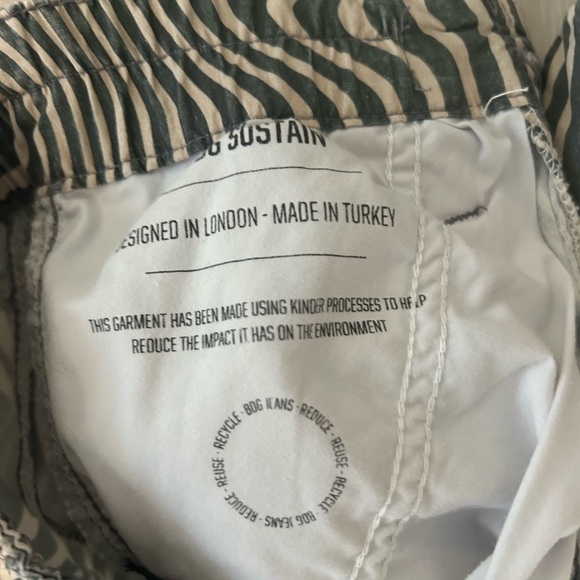 SUSTAIN
DESIGNED IN LONDON - MADE IN TURKEY
THIS GARMENT HAS BEEN MADE USING KINDER PROCESSES TO HELP
REDUCE THE IMPACT IT HAS ON THE ENVIRONMENT
BDG JEANS - REDUCE - REUSE - RECYCLE - BDG JEANS - REDUCE - REUSE - RECYCLE -